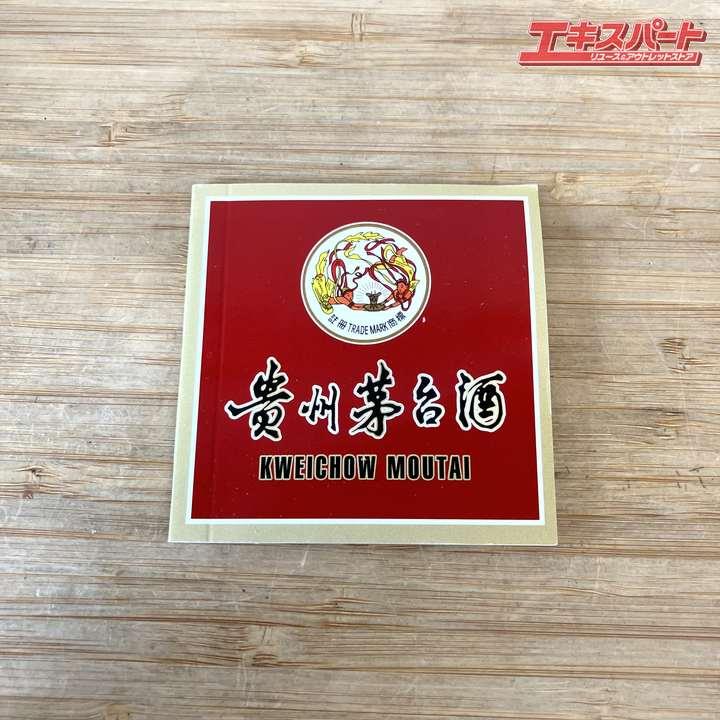 エキスパート
リユース&アウトレットストア
註冊 TRADE MARK 商標
貴州茅台酒
KWEICHOW MOUTAI